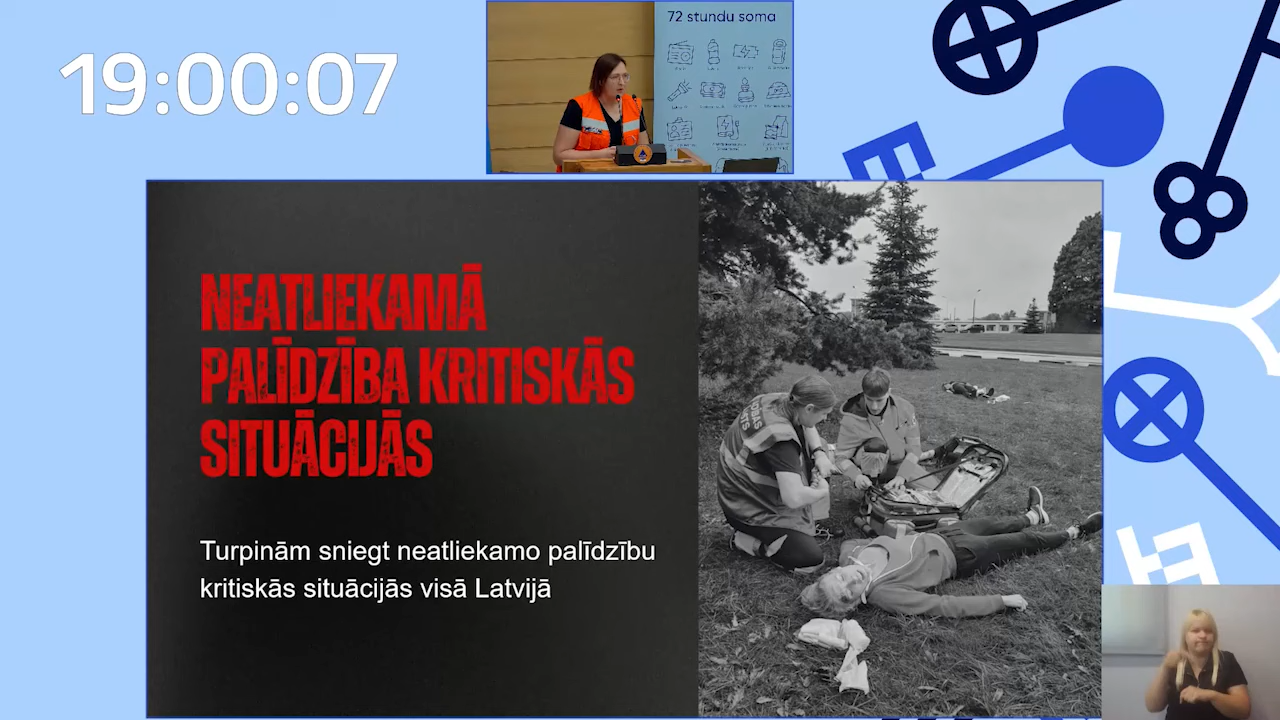 19:00:07
72 stundu soma
NEATLIEKAMĀ
PALĪDZĪBA KRITISKĀS
SITUĀCIJĀS
Turpinām sniegt neatliekamo palīdzību
kritiskās situācijās visā Latvijā